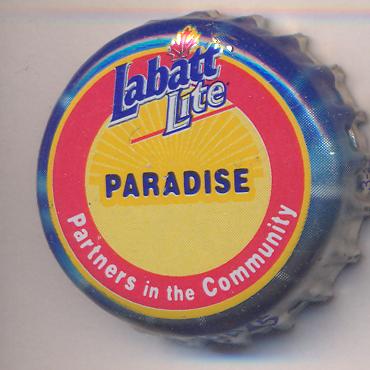 Labatt
Lite
PARADISE
Partners in the Community